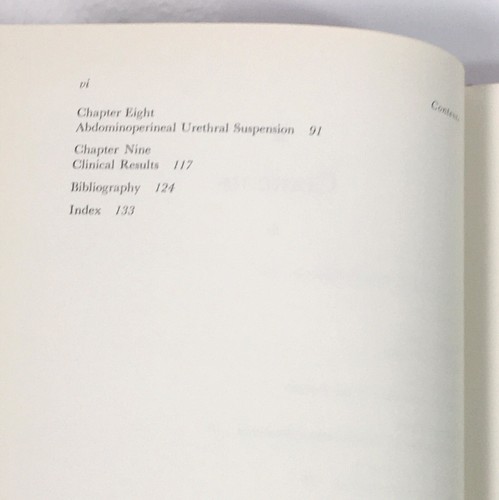 vi
Contents
Chapter Eight
Abdominoperineal Urethral Suspension 91
Chapter Nine
Clinical Results 117
Bibliography 124
Index 133